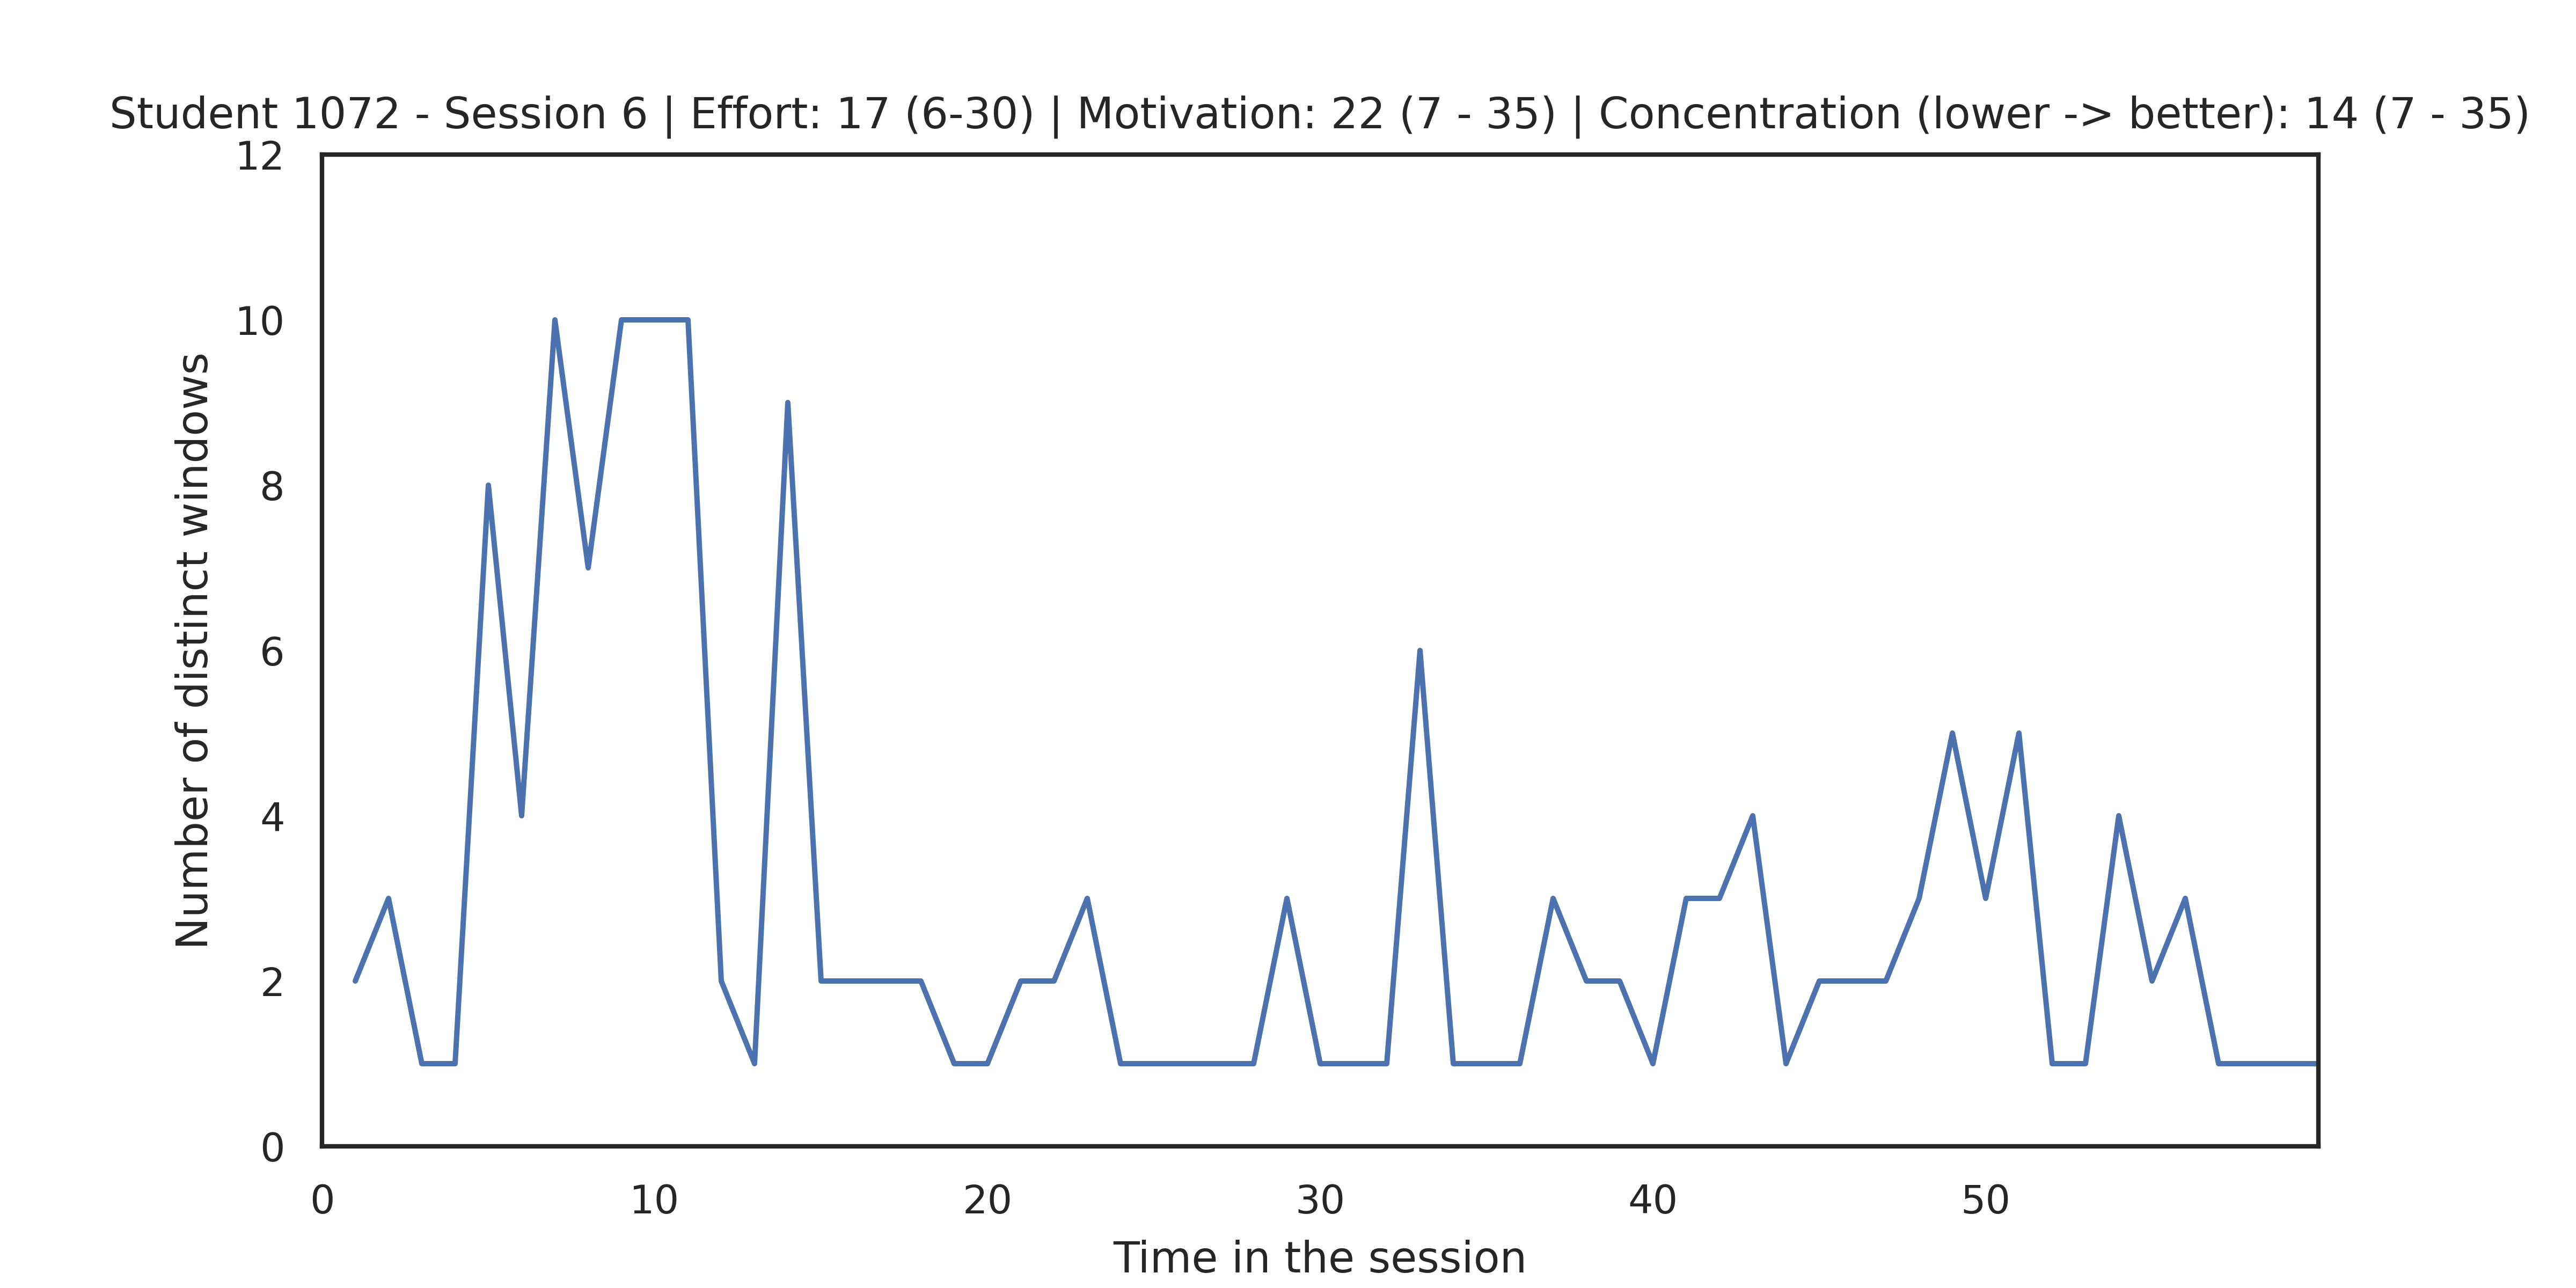 Student 1072 - Session 6 | Effort: 17 (6-30) | Motivation: 22 (7 - 35) | Concentration (lower -> better): 14 (7 - 35)
12
10
8
6
4
2
0
Number of distinct windows
0 10 20 30 40 50
Time in the session